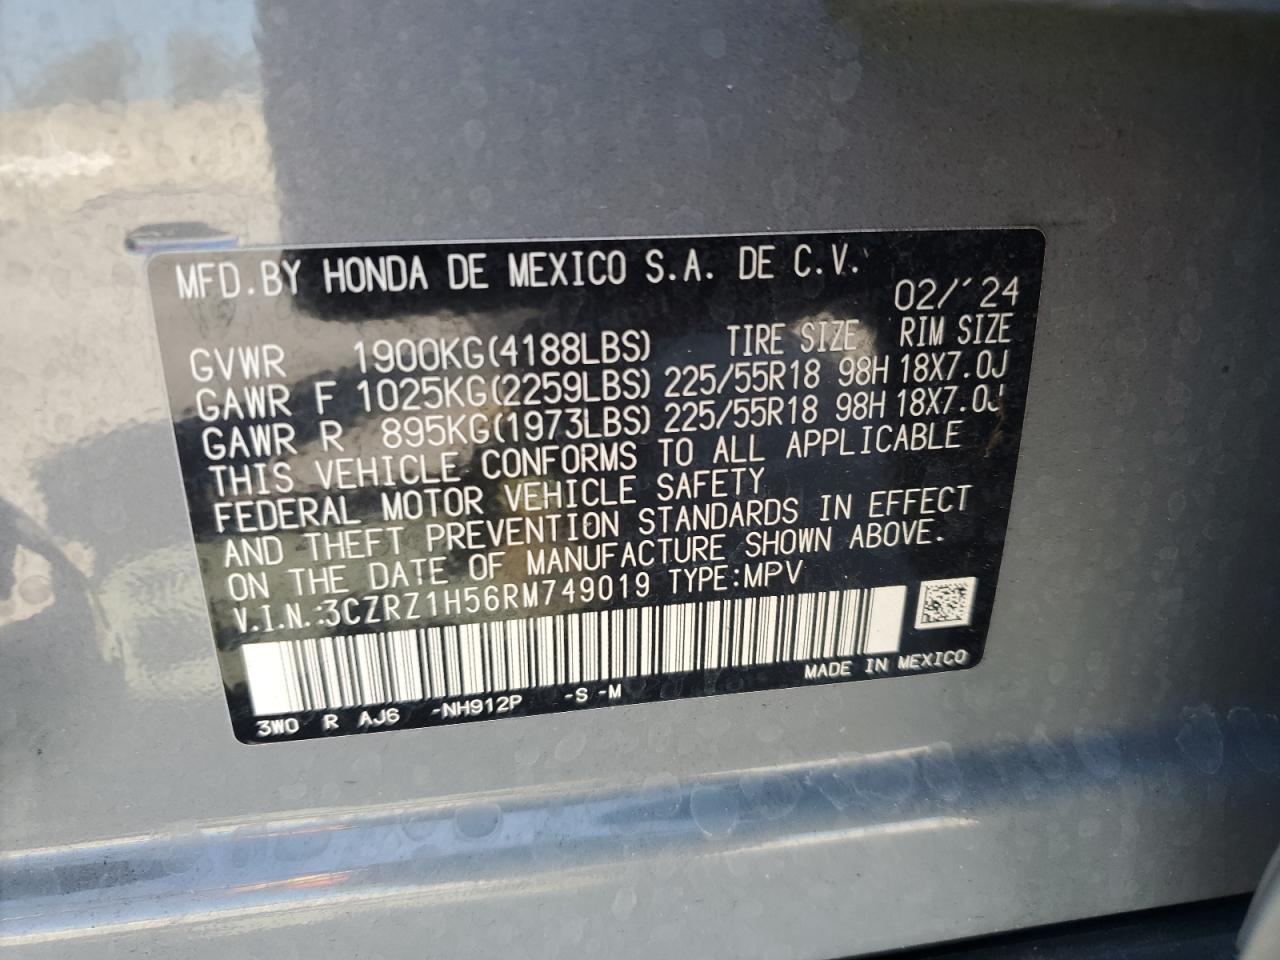 MFD.BY HONDA DE MEXICO S.A. DE C.V.
02/'24
GVWR 1900KG(4188LBS) TIRE SIZE RIM SIZE
GAWR F 1025KG(2259LBS) 225/55R18 98H 18X7.0J
GAWR R 895KG(1973LBS) 225/55R18 98H 18X7.0J
THIS VEHICLE CONFORMS TO ALL APPLICABLE
FEDERAL MOTOR VEHICLE SAFETY
AND THEFT PREVENTION STANDARDS IN EFFECT
ON THE DATE OF MANUFACTURE SHOWN ABOVE.
V.I.N.:3CZRZ1H56RM749019 TYPE:MPV
MADE IN MEXICO
3W0 R AJ6 -NH912P -S -M